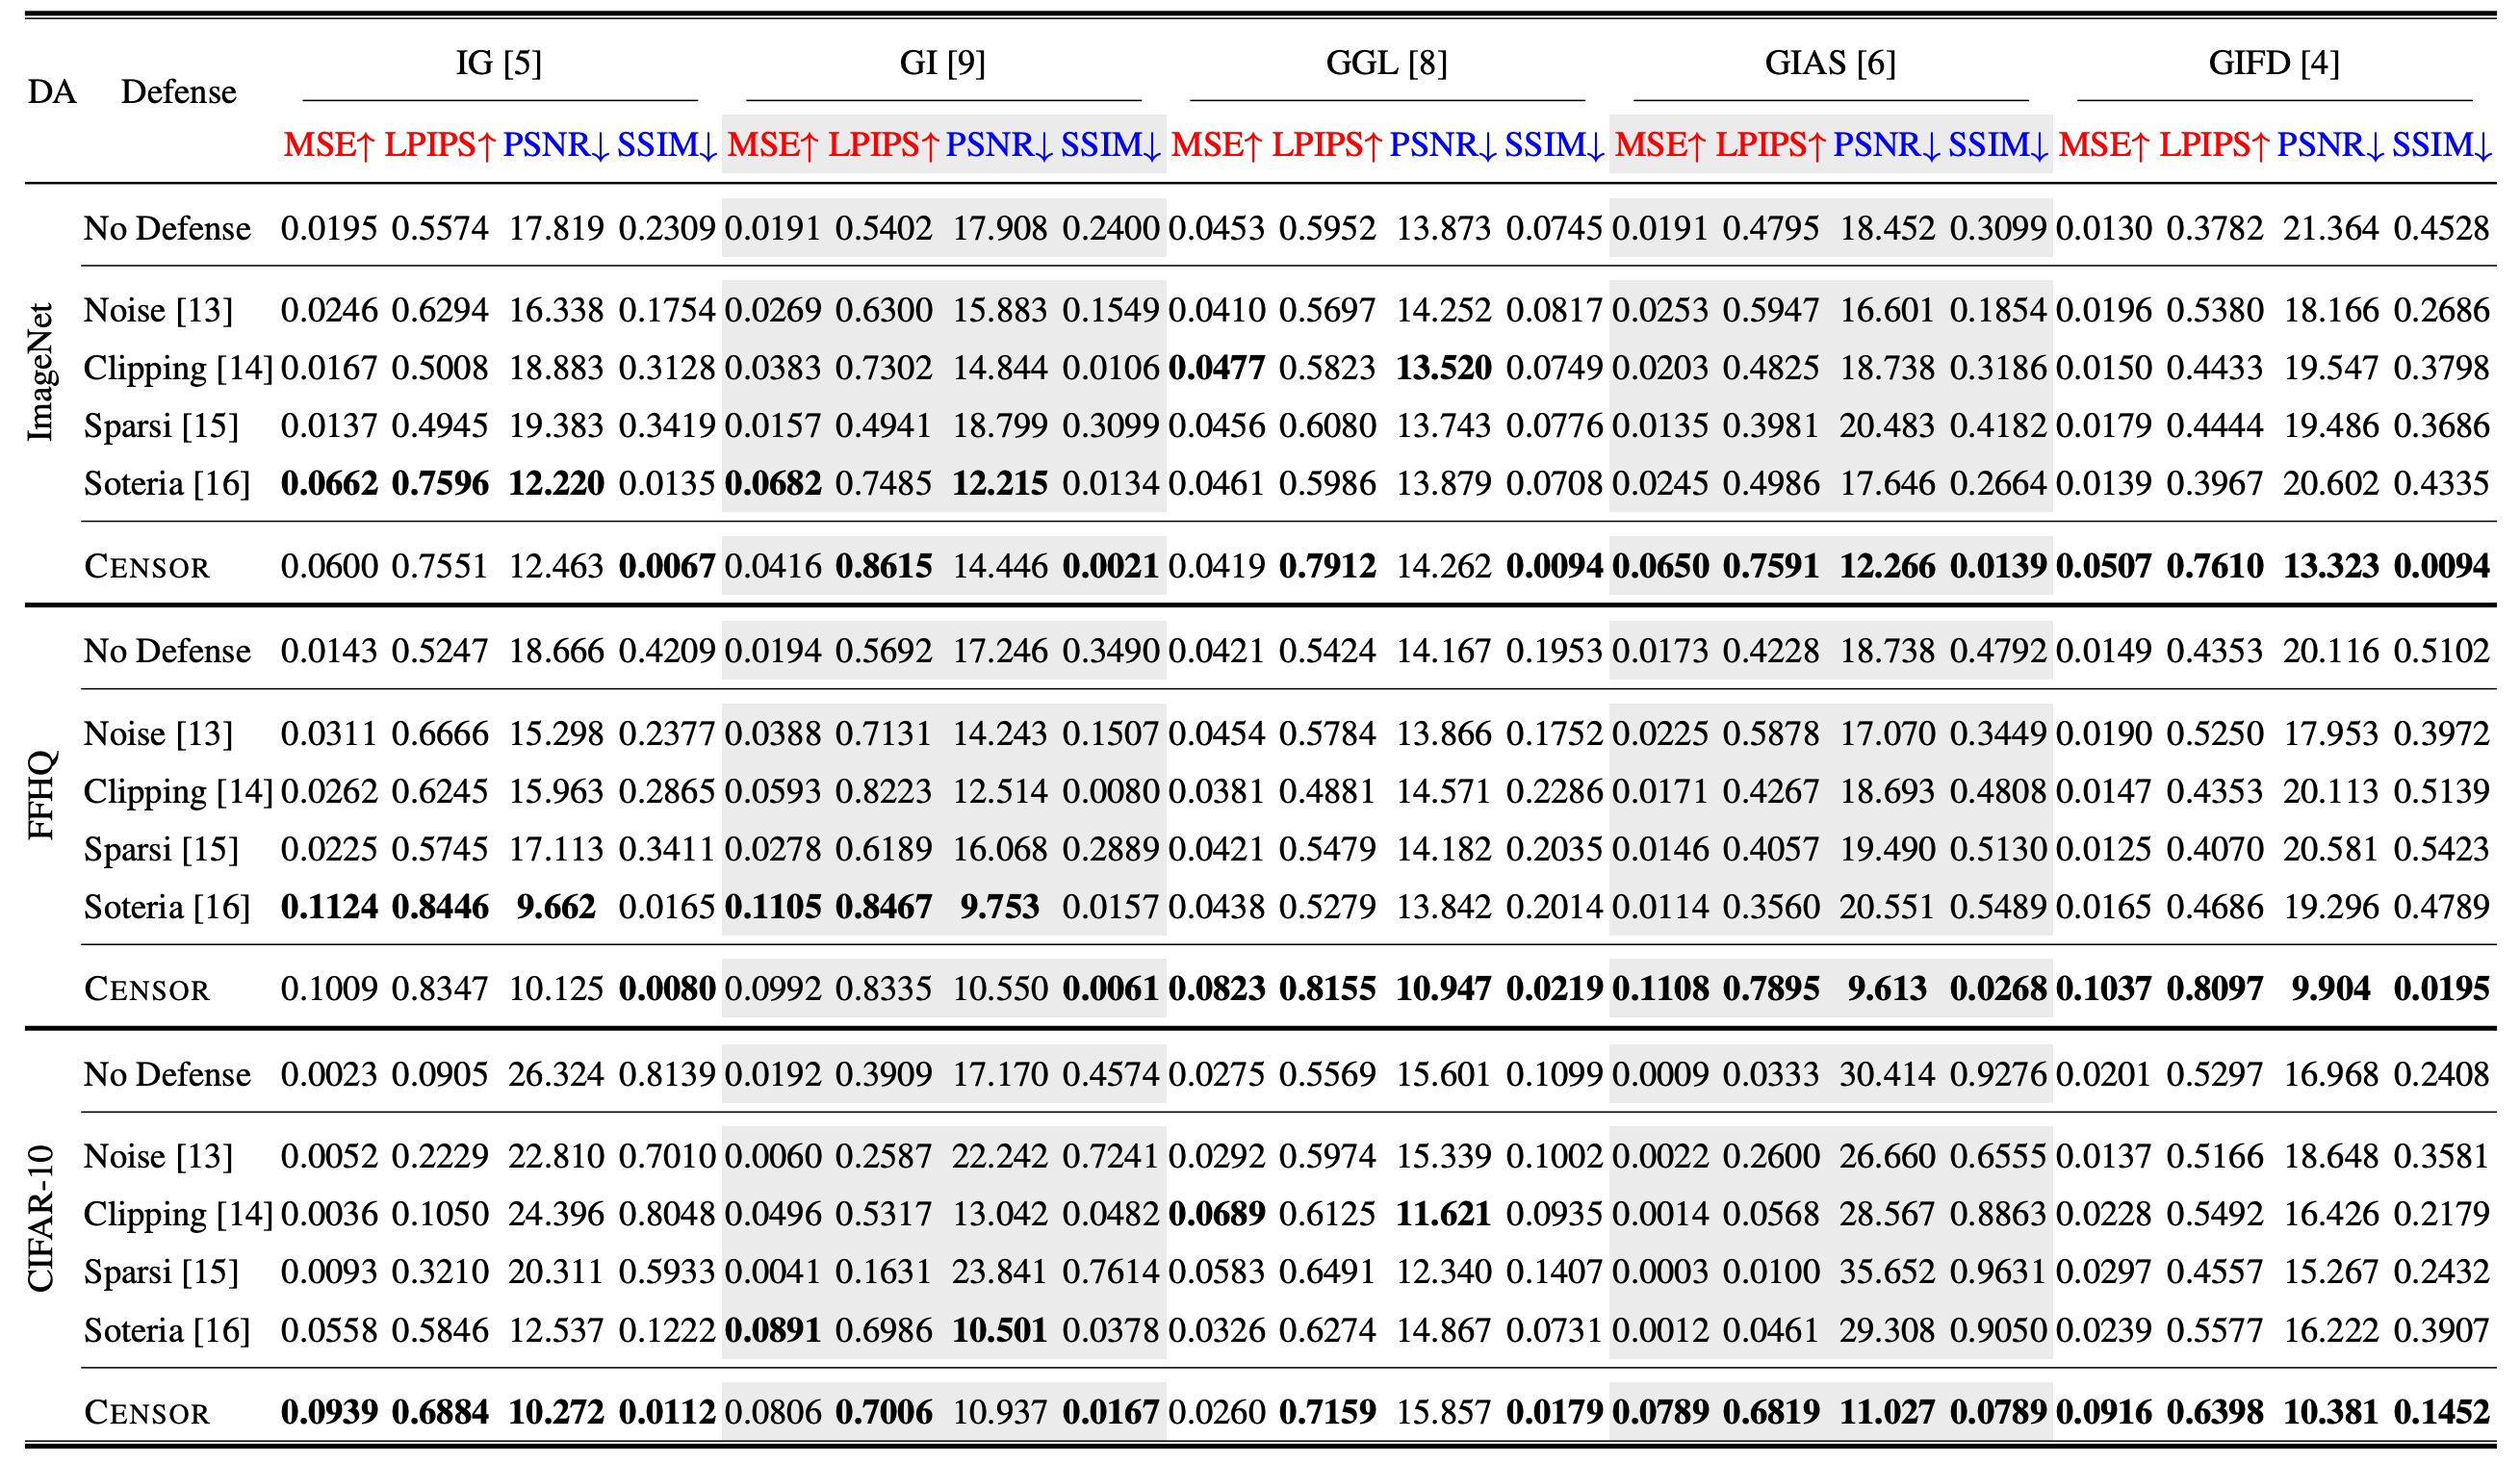 IG [5] GI [9] GGL [8] GIAS [6] GIFD [4]
DA Defense
MSE↑ LPIPS↑ PSNR↓ SSIM↓ MSE↑ LPIPS↑ PSNR↓ SSIM↓ MSE↑ LPIPS↑ PSNR↓ SSIM↓ MSE↑ LPIPS↑ PSNR↓ SSIM↓ MSE↑ LPIPS↑ PSNR↓ SSIM↓
ImageNet
No Defense 0.0195 0.5574 17.819 0.2309 0.0191 0.5402 17.908 0.2400 0.0453 0.5952 13.873 0.0745 0.0191 0.4795 18.452 0.3099 0.0130 0.3782 21.364 0.4528
Noise [13] 0.0246 0.6294 16.338 0.1754 0.0269 0.6300 15.883 0.1549 0.0410 0.5697 14.252 0.0817 0.0253 0.5947 16.601 0.1854 0.0196 0.5380 18.166 0.2686
Clipping [14] 0.0167 0.5008 18.883 0.3128 0.0383 0.7302 14.844 0.0106 0.0477 0.5823 13.520 0.0749 0.0203 0.4825 18.738 0.3186 0.0150 0.4433 19.547 0.3798
Sparsi [15] 0.0137 0.4945 19.383 0.3419 0.0157 0.4941 18.799 0.3099 0.0456 0.6080 13.743 0.0776 0.0135 0.3981 20.483 0.4182 0.0179 0.4444 19.486 0.3686
Soteria [16] 0.0662 0.7596 12.220 0.0135 0.0682 0.7485 12.215 0.0134 0.0461 0.5986 13.879 0.0708 0.0245 0.4986 17.646 0.2664 0.0139 0.3967 20.602 0.4335
CENSOR 0.0600 0.7551 12.463 0.0067 0.0416 0.8615 14.446 0.0021 0.0419 0.7912 14.262 0.0094 0.0650 0.7591 12.266 0.0139 0.0507 0.7610 13.323 0.0094
FFHQ
No Defense 0.0143 0.5247 18.666 0.4209 0.0194 0.5692 17.246 0.3490 0.0421 0.5424 14.167 0.1953 0.0173 0.4228 18.738 0.4792 0.0149 0.4353 20.116 0.5102
Noise [13] 0.0311 0.6666 15.298 0.2377 0.0388 0.7131 14.243 0.1507 0.0454 0.5784 13.866 0.1752 0.0225 0.5878 17.070 0.3449 0.0190 0.5250 17.953 0.3972
Clipping [14] 0.0262 0.6245 15.963 0.2865 0.0593 0.8223 12.514 0.0080 0.0381 0.4881 14.571 0.2286 0.0171 0.4267 18.693 0.4808 0.0147 0.4353 20.113 0.5139
Sparsi [15] 0.0225 0.5745 17.113 0.3411 0.0278 0.6189 16.068 0.2889 0.0421 0.5479 14.182 0.2035 0.0146 0.4057 19.490 0.5130 0.0125 0.4070 20.581 0.5423
Soteria [16] 0.1124 0.8446 9.662 0.0165 0.1105 0.8467 9.753 0.0157 0.0438 0.5279 13.842 0.2014 0.0114 0.3560 20.551 0.5489 0.0165 0.4686 19.296 0.4789
CENSOR 0.1009 0.8347 10.125 0.0080 0.0992 0.8335 10.550 0.0061 0.0823 0.8155 10.947 0.0219 0.1108 0.7895 9.613 0.0268 0.1037 0.8097 9.904 0.0195
CIFAR-10
No Defense 0.0023 0.0905 26.324 0.8139 0.0192 0.3909 17.170 0.4574 0.0275 0.5569 15.601 0.1099 0.0009 0.0333 30.414 0.9276 0.0201 0.5297 16.968 0.2408
Noise [13] 0.0052 0.2229 22.810 0.7010 0.0060 0.2587 22.242 0.7241 0.0292 0.5974 15.339 0.1002 0.0022 0.2600 26.660 0.6555 0.0137 0.5166 18.648 0.3581
Clipping [14] 0.0036 0.1050 24.396 0.8048 0.0496 0.5317 13.042 0.0482 0.0689 0.6125 11.621 0.0935 0.0014 0.0568 28.567 0.8863 0.0228 0.5492 16.426 0.2179
Sparsi [15] 0.0093 0.3210 20.311 0.5933 0.0041 0.1631 23.841 0.7614 0.0583 0.6491 12.340 0.1407 0.0003 0.0100 35.652 0.9631 0.0297 0.4557 15.267 0.2432
Soteria [16] 0.0558 0.5846 12.537 0.1222 0.0891 0.6986 10.501 0.0378 0.0326 0.6274 14.867 0.0731 0.0012 0.0461 29.308 0.9050 0.0239 0.5577 16.222 0.3907
CENSOR 0.0939 0.6884 10.272 0.0112 0.0806 0.7006 10.937 0.0167 0.0260 0.7159 15.857 0.0179 0.0789 0.6819 11.027 0.0789 0.0916 0.6398 10.381 0.1452